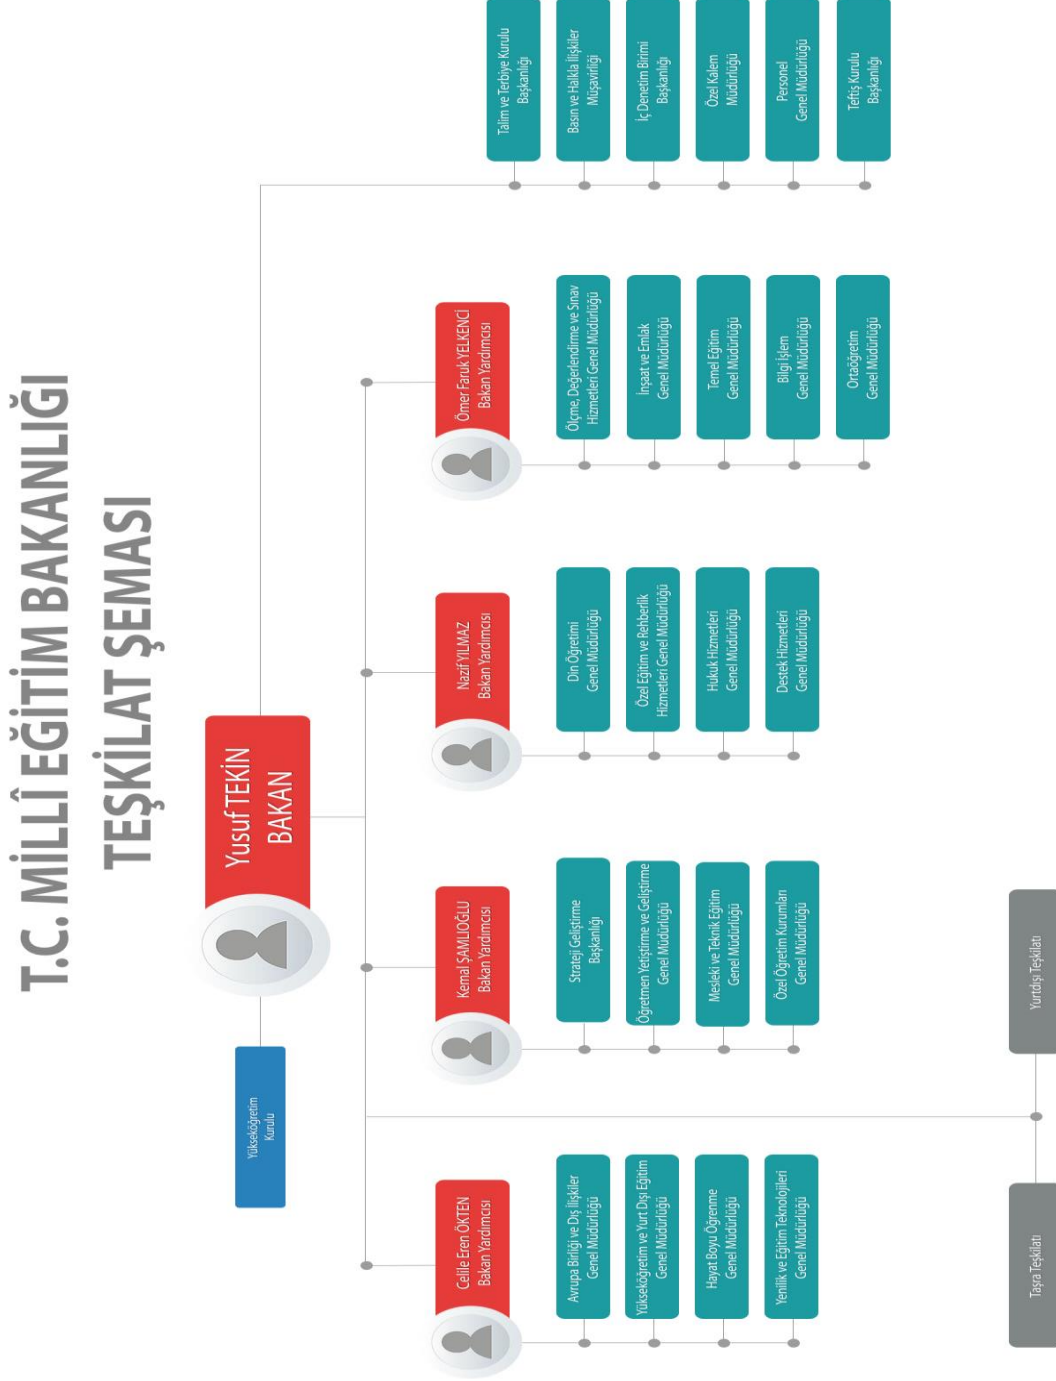 T.C. MİLLÎ EĞİTİM BAKANLIĞI
TEŞKİLAT ŞEMASI
Yükseköğretim
Kurulu
Yusuf TEKİN
BAKAN
Celile Eren ÖKTEN
Bakan Yardımcısı
Avrupa Birliği ve Dış İlişkiler
Genel Müdürlüğü
Yükseköğretim ve Yurt Dışı Eğitim
Genel Müdürlüğü
Hayat Boyu Öğrenme
Genel Müdürlüğü
Yenilik ve Eğitim Teknolojileri
Genel Müdürlüğü
Kemal ŞAMLIOĞLU
Bakan Yardımcısı
Strateji Geliştirme
Başkanlığı
Öğretmen Yetiştirme ve Geliştirme
Genel Müdürlüğü
Mesleki ve Teknik Eğitim
Genel Müdürlüğü
Özel Öğretim Kurumları
Genel Müdürlüğü
Nazif YILMAZ
Bakan Yardımcısı
Din Öğretimi
Genel Müdürlüğü
Özel Eğitim ve Rehberlik
Hizmetleri Genel Müdürlüğü
Hukuk Hizmetleri
Genel Müdürlüğü
Destek Hizmetleri
Genel Müdürlüğü
Ömer Faruk YELKENCİ
Bakan Yardımcısı
Ölçme, Değerlendirme ve Sınav
Hizmetleri Genel Müdürlüğü
İnşaat ve Emlak
Genel Müdürlüğü
Temel Eğitim
Genel Müdürlüğü
Bilgi İşlem
Genel Müdürlüğü
Ortaöğretim
Genel Müdürlüğü
Talim ve Terbiye Kurulu
Başkanlığı
Basın ve Halkla İlişkiler
Müşavirliği
İç Denetim Birimi
Başkanlığı
Özel Kalem
Müdürlüğü
Personel
Genel Müdürlüğü
Teftiş Kurulu
Başkanlığı
Taşra Teşkilatı
Yurtdışı Teşkilatı